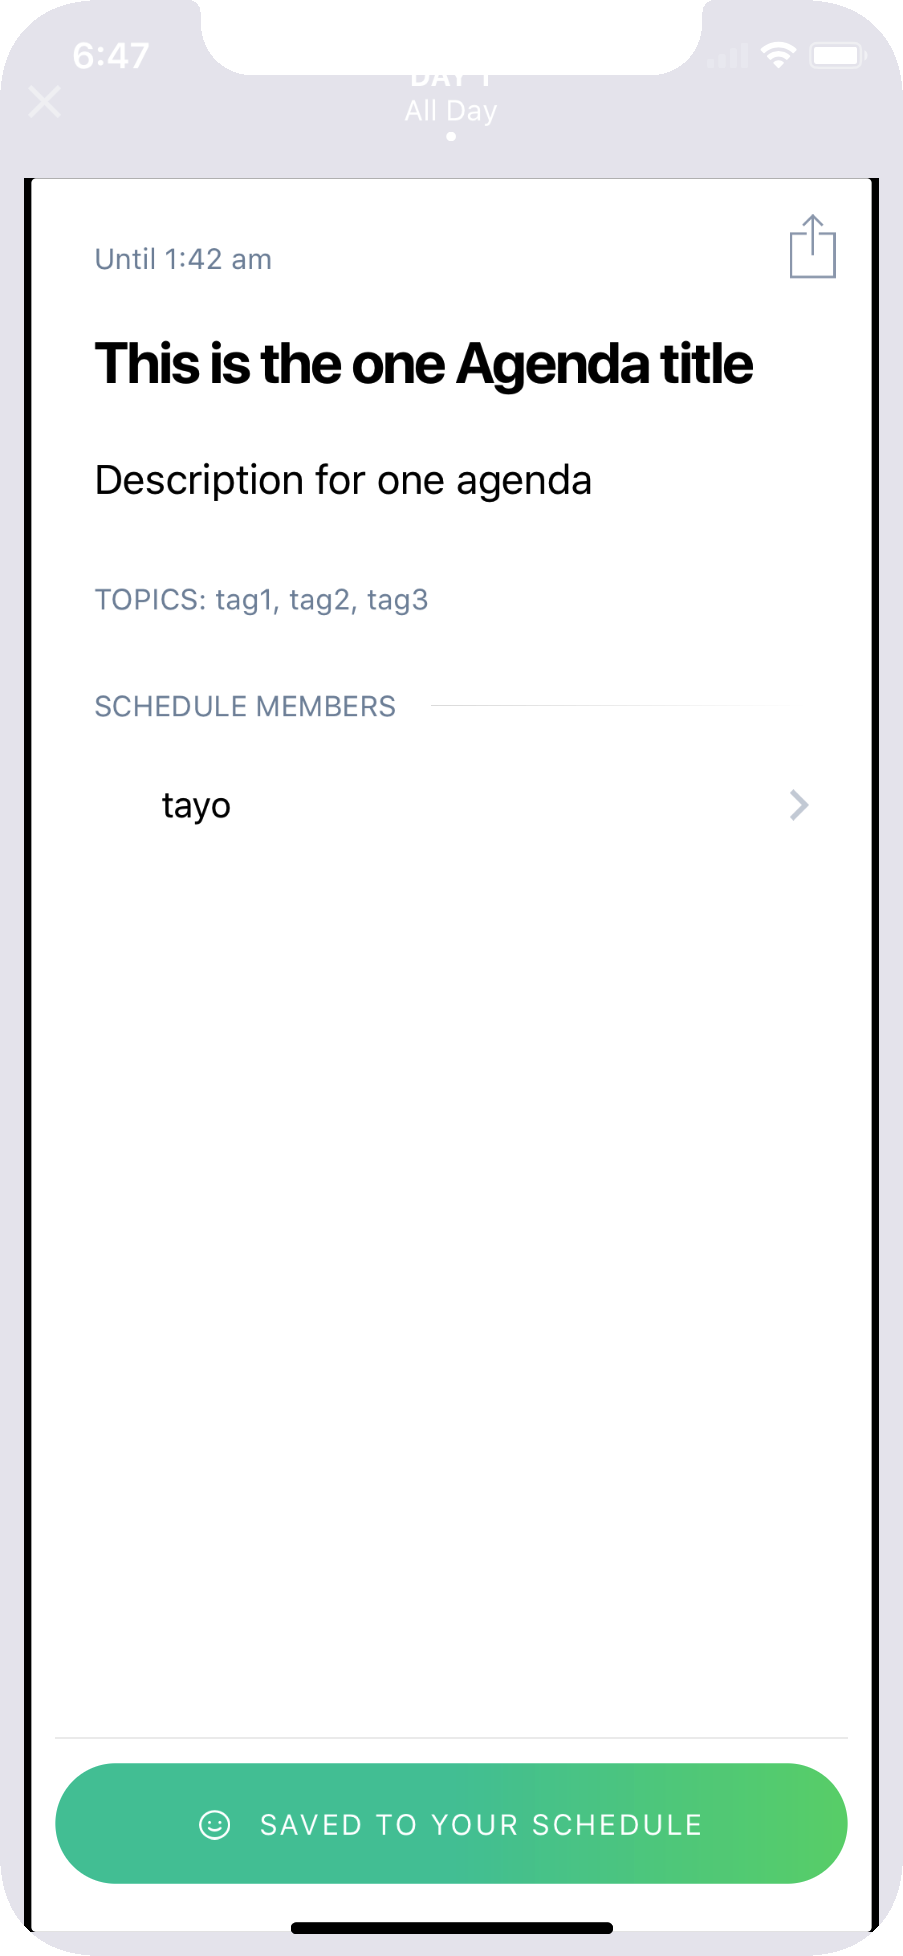 6:47
DAY 1
All Day
Until 1:42 am
This is the one Agenda title
Description for one agenda
TOPICS: tag1, tag2, tag3
SCHEDULE MEMBERS
tayo
SAVED TO YOUR SCHEDULE